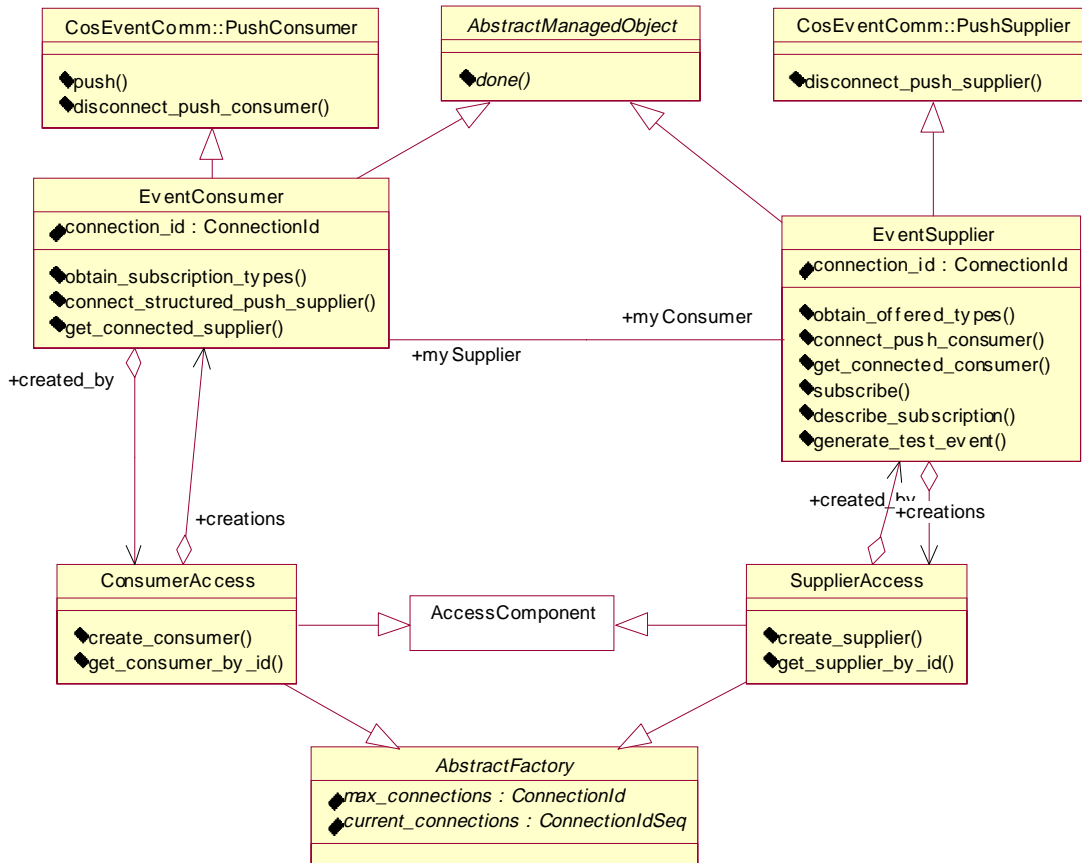 CosEventComm::PushConsumer
push()
disconnect_push_consumer()
AbstractManagedObject
done()
CosEventComm::PushSupplier
disconnect_push_supplier()
EventConsumer
connection_id : ConnectionId
obtain_subscription_types()
connect_structured_push_supplier()
get_connected_supplier()
EventSupplier
connection_id : ConnectionId
obtain_offered_types()
connect_push_consumer()
get_connected_consumer()
subscribe()
describe_subscription()
generate_test_event()
+myConsumer
+mySupplier
+created_by
+creations
+created_by
+creations
ConsumerAccess
create_consumer()
get_consumer_by_id()
AccessComponent
SupplierAccess
create_supplier()
get_supplier_by_id()
AbstractFactory
max_connections : ConnectionId
current_connections : ConnectionIdSeq